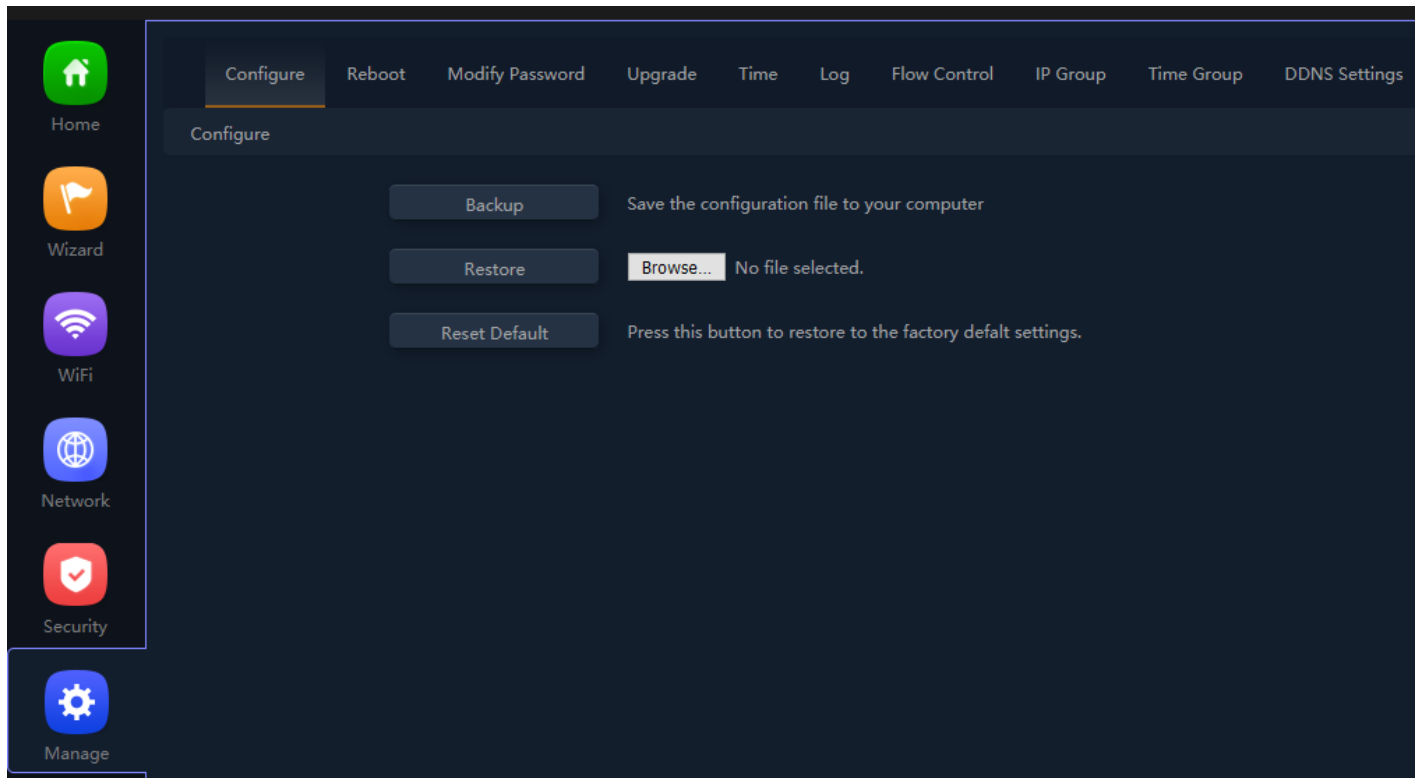 Home
Wizard
WiFi
Network
Security
Manage
Configure Reboot Modify Password Upgrade Time Log Flow Control IP Group Time Group DDNS Settings
Configure
Backup Save the configuration file to your computer
Restore Browse... No file selected.
Reset Default Press this button to restore to the factory defalt settings.